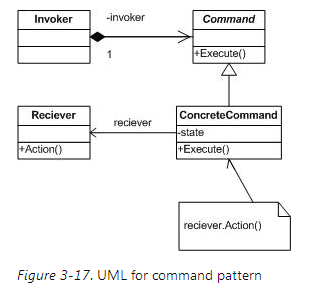 Invoker
-invoker
Command
1
+Execute()
Reciever
reciever
ConcreteCommand
-state
+Action()
+Execute()
reciever.Action()
Figure 3-17. UML for command pattern